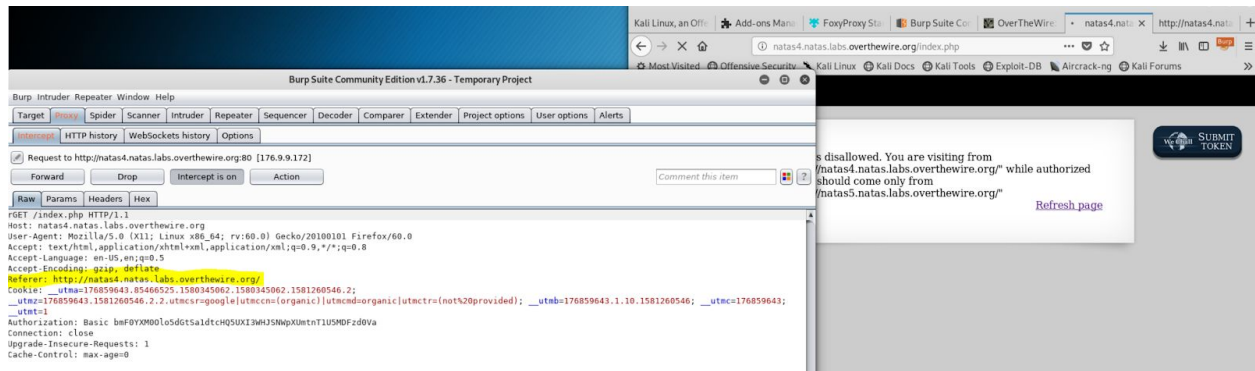 Kali Linux, an Offe
Add-ons Mana
FoxyProxy Sta
Burp Suite Cor
OverTheWire
natas4.nata
http://natas4.nata
natas4.natas.labs.overthewire.org/index.php
Burp
Most Visited
Offensive Security
Kali Linux
Kali Docs
Kali Tools
Exploit-DB
Aircrack-ng
Kali Forums
Burp Suite Community Edition v1.7.36 - Temporary Project
Burp Intruder Repeater Window Help
Target Proxy Spider Scanner Intruder Repeater Sequencer Decoder Comparer Extender Project options User options Alerts
Intercept HTTP history WebSockets history Options
Request to http://natas4.natas.labs.overthewire.org:80 [176.9.9.172]
Forward Drop Intercept is on Action
Comment this item
?
Raw Params Headers Hex
rGET /index.php HTTP/1.1
Host: natas4.natas.labs.overthewire.org
User-Agent: Mozilla/5.0 (X11; Linux x86_64; rv:60.0) Gecko/20100101 Firefox/60.0
Accept: text/html,application/xhtml+xml,application/xml;q=0.9,*/*;q=0.8
Accept-Language: en-US,en;q=0.5
Accept-Encoding: gzip, deflate
Referer: http://natas4.natas.labs.overthewire.org/
Cookie: __utma=176859643.85466525.1580345062.1580345062.1581260546.2;
__utmz=176859643.1581260546.2.2.utmcsr=google|utmccn=(organic)|utmcmd=organic|utmctr=(not%20provided); __utmb=176859643.1.10.1581260546; __utmc=176859643;
__utmt=1
Authorization: Basic
Connection: close
Upgrade-Insecure-Requests: 1
Cache-Control: max-age=0
s disallowed. You are visiting from
/natas4.natas.labs.overthewire.org/" while authorized
should come only from
/natas5.natas.labs.overthewire.org/"
Refresh page
We Chall
SUBMIT
TOKEN